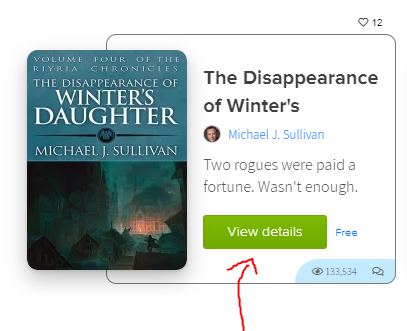 12
VOLUME FOUR OF THE
RIYRIA CHRONICLES
THE DISAPPEARANCE OF
WINTER'S
DAUGHTER
MICHAEL J. SULLIVAN
The Disappearance
of Winter's
Michael J. Sullivan
Two rogues were paid a
fortune. Wasn't enough.
View details
Free
133,534